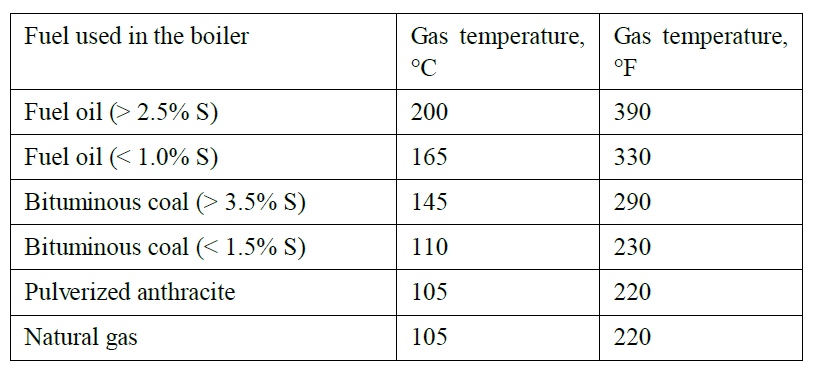 Fuel used in the boiler Gas temperature, °C Gas temperature, °F
Fuel oil (> 2.5% S) 200 390
Fuel oil (< 1.0% S) 165 330
Bituminous coal (> 3.5% S) 145 290
Bituminous coal (< 1.5% S) 110 230
Pulverized anthracite 105 220
Natural gas 105 220